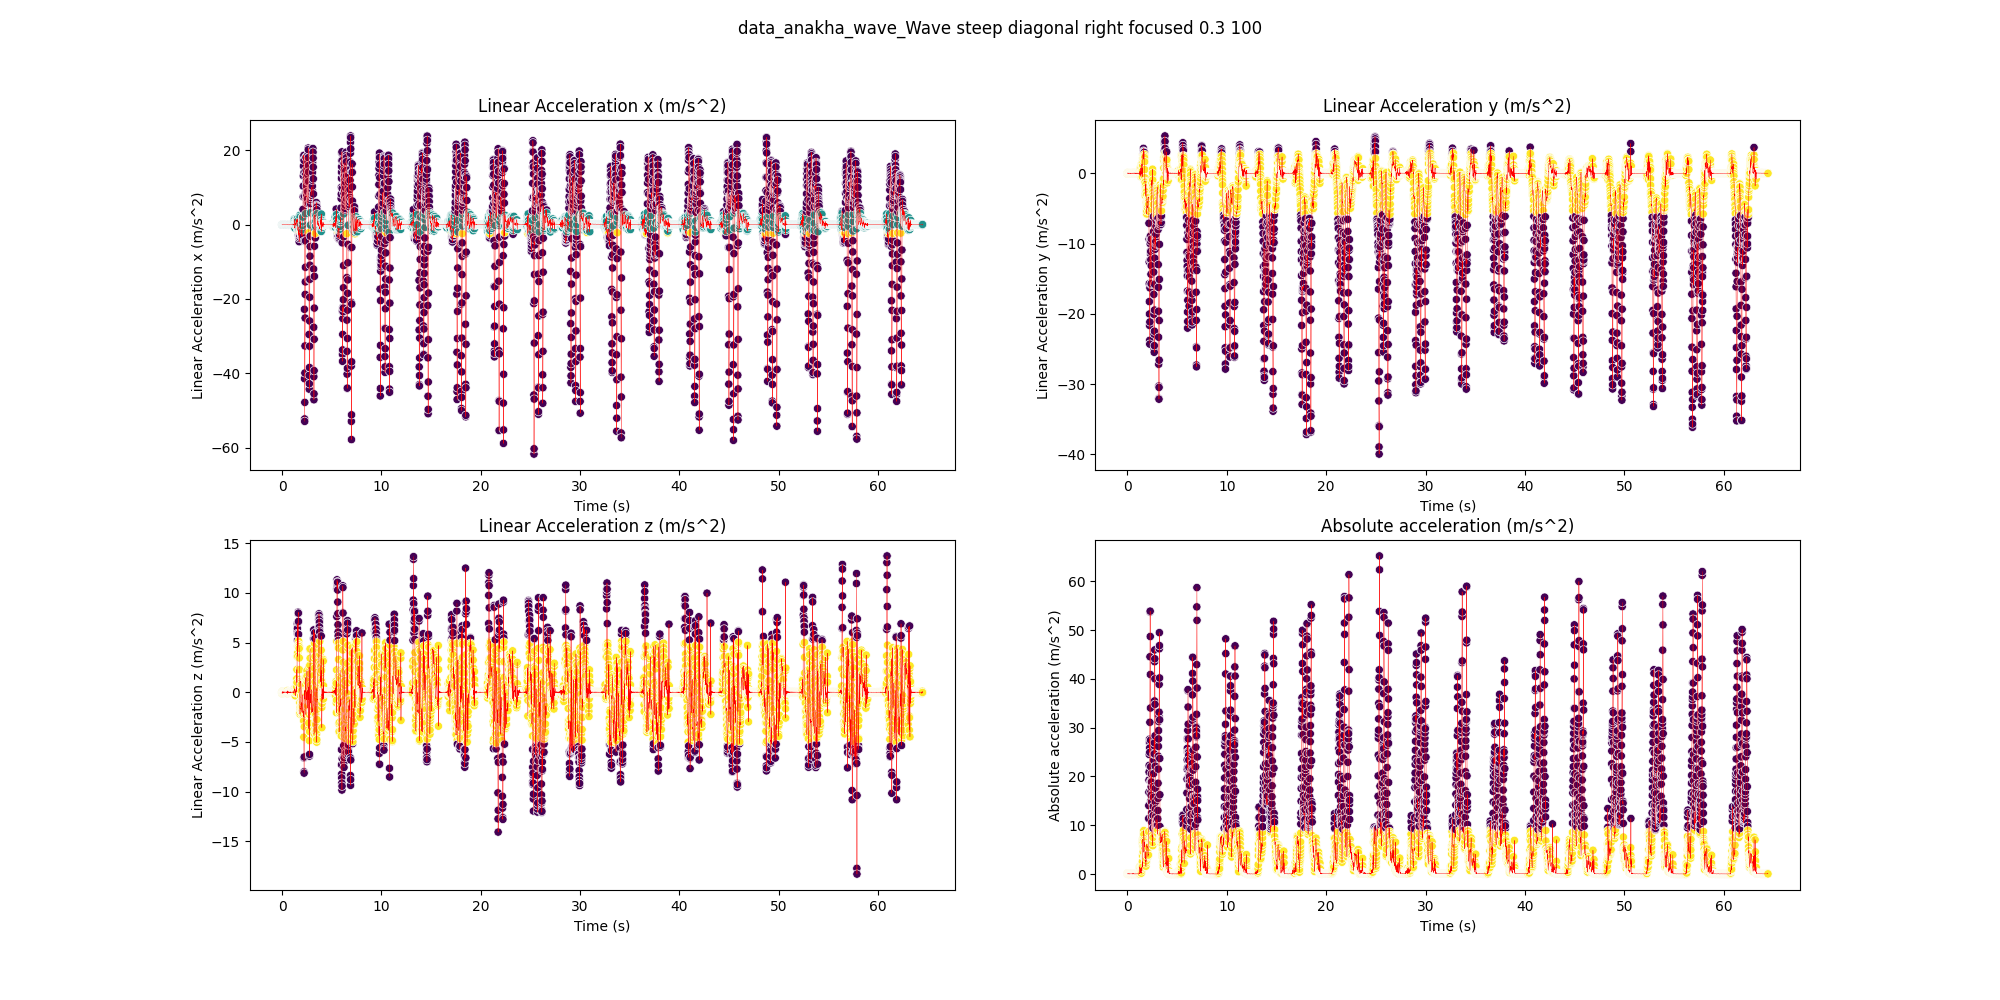 data_anakha_wave_Wave steep diagonal right focused 0.3 100
Linear Acceleration x (m/s^2)
Linear Acceleration x (m/s^2)
20
0
−20
−40
−60
0 10 20 30 40 50 60
Time (s)
Linear Acceleration y (m/s^2)
Linear Acceleration y (m/s^2)
0
−10
−20
−30
−40
0 10 20 30 40 50 60
Time (s)
Linear Acceleration z (m/s^2)
Linear Acceleration z (m/s^2)
15
10
5
0
−5
−10
−15
0 10 20 30 40 50 60
Time (s)
Absolute acceleration (m/s^2)
Absolute acceleration (m/s^2)
60
50
40
30
20
10
0
0 10 20 30 40 50 60
Time (s)